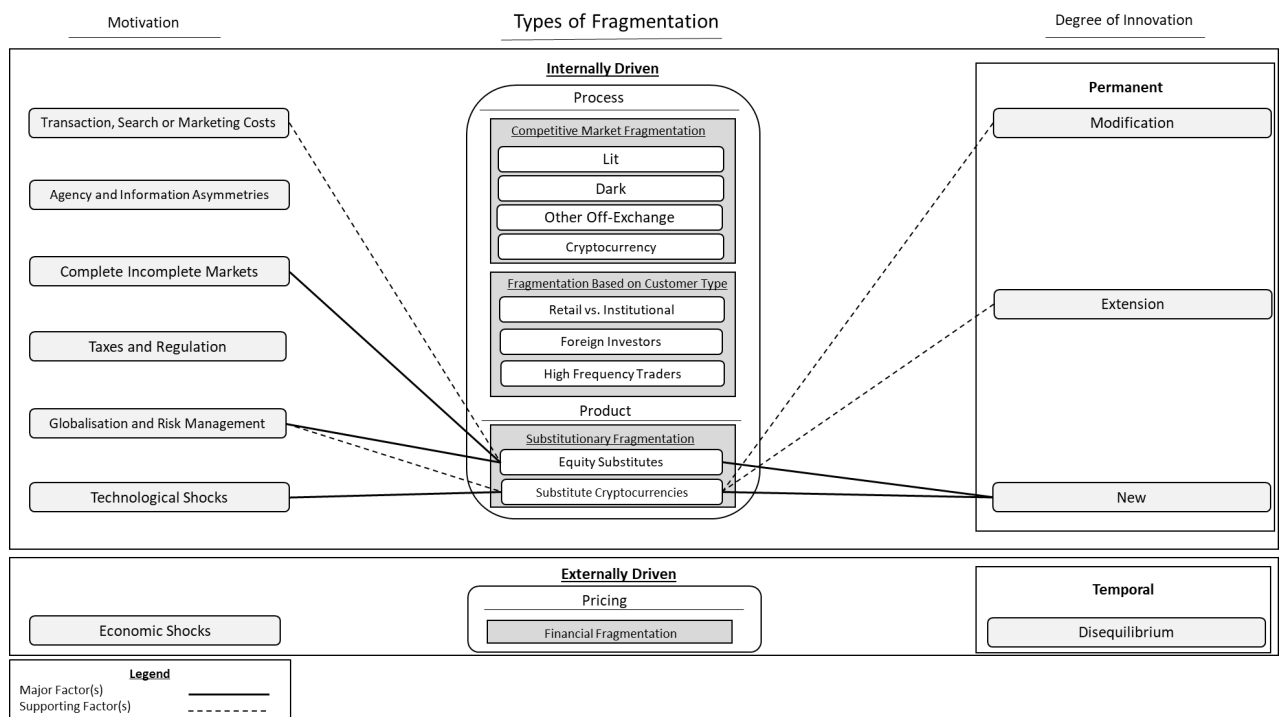 Motivation
Types of Fragmentation
Degree of Innovation
Internally Driven
Process
Permanent
Transaction, Search or Marketing Costs
Competitive Market Fragmentation
Modification
Lit
Agency and Information Asymmetries
Dark
Other Off-Exchange
Cryptocurrency
Complete Incomplete Markets
Fragmentation Based on Customer Type
Retail vs. Institutional
Extension
Taxes and Regulation
Foreign Investors
High Frequency Traders
Product
Globalisation and Risk Management
Substitutionary Fragmentation
Equity Substitutes
Technological Shocks
Substitute Cryptocurrencies
New
Externally Driven
Pricing
Temporal
Economic Shocks
Financial Fragmentation
Disequilibrium
Legend
Major Factor(s)
Supporting Factor(s)